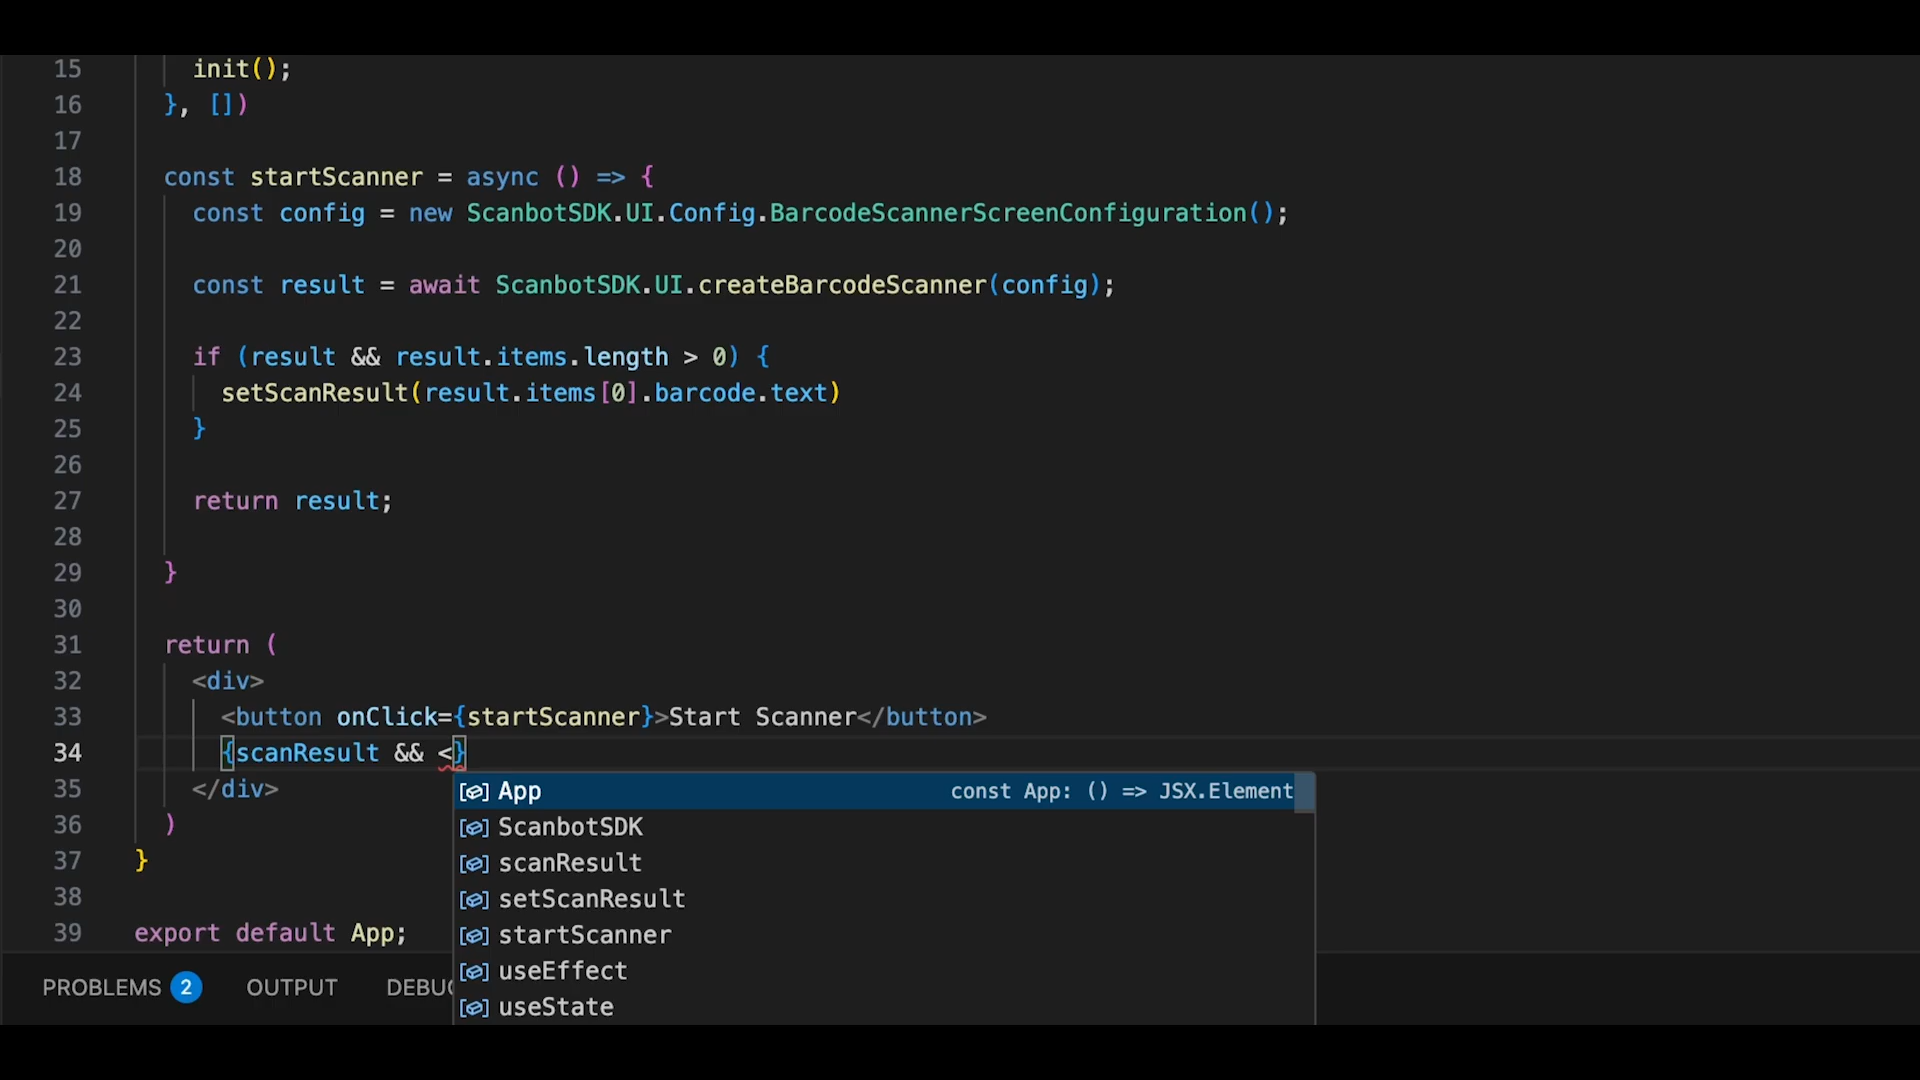 15 init();
16 }, [])
17
18 const startScanner = async () => {
19 const config = new ScanbotSDK.UI.Config.BarcodeScannerScreenConfiguration();
20
21 const result = await ScanbotSDK.UI.createBarcodeScanner(config);
22
23 if (result && result.items.length > 0) {
24 setScanResult(result.items[0].barcode.text)
25 }
26
27 return result;
28
29 }
30
31 return (
32 <div>
33 <button onClick={startScanner}>Start Scanner</button>
34 {scanResult && <}
35 </div>
App const App: () => JSX.Element
36 )
ScanbotSDK
37 }
scanResult
38
setScanResult
39 export default App;
startScanner
useEffect
PROBLEMS 2 OUTPUT DEBUG
useState